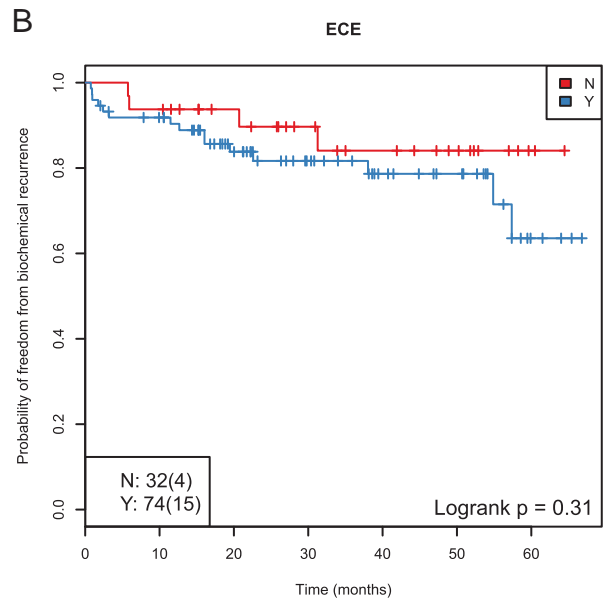 B
ECE
N
Y
Probability of freedom from biochemical recurrence
1.0
0.8
0.6
0.4
0.2
0.0
N: 32(4)
Y: 74(15)
Logrank p = 0.31
0 10 20 30 40 50 60
Time (months)